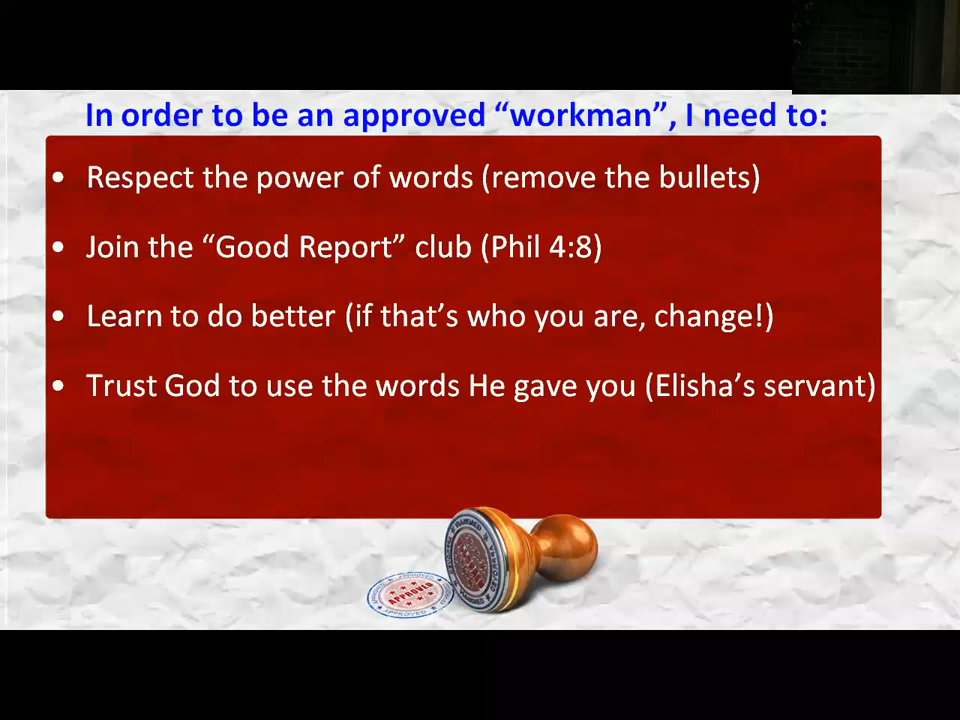 In order to be an approved “workman”, I need to:
• Respect the power of words (remove the bullets)
• Join the “Good Report” club (Phil 4:8)
• Learn to do better (if that’s who you are, change!)
• Trust God to use the words He gave you (Elisha’s servant)
APPROVED
APPROVED